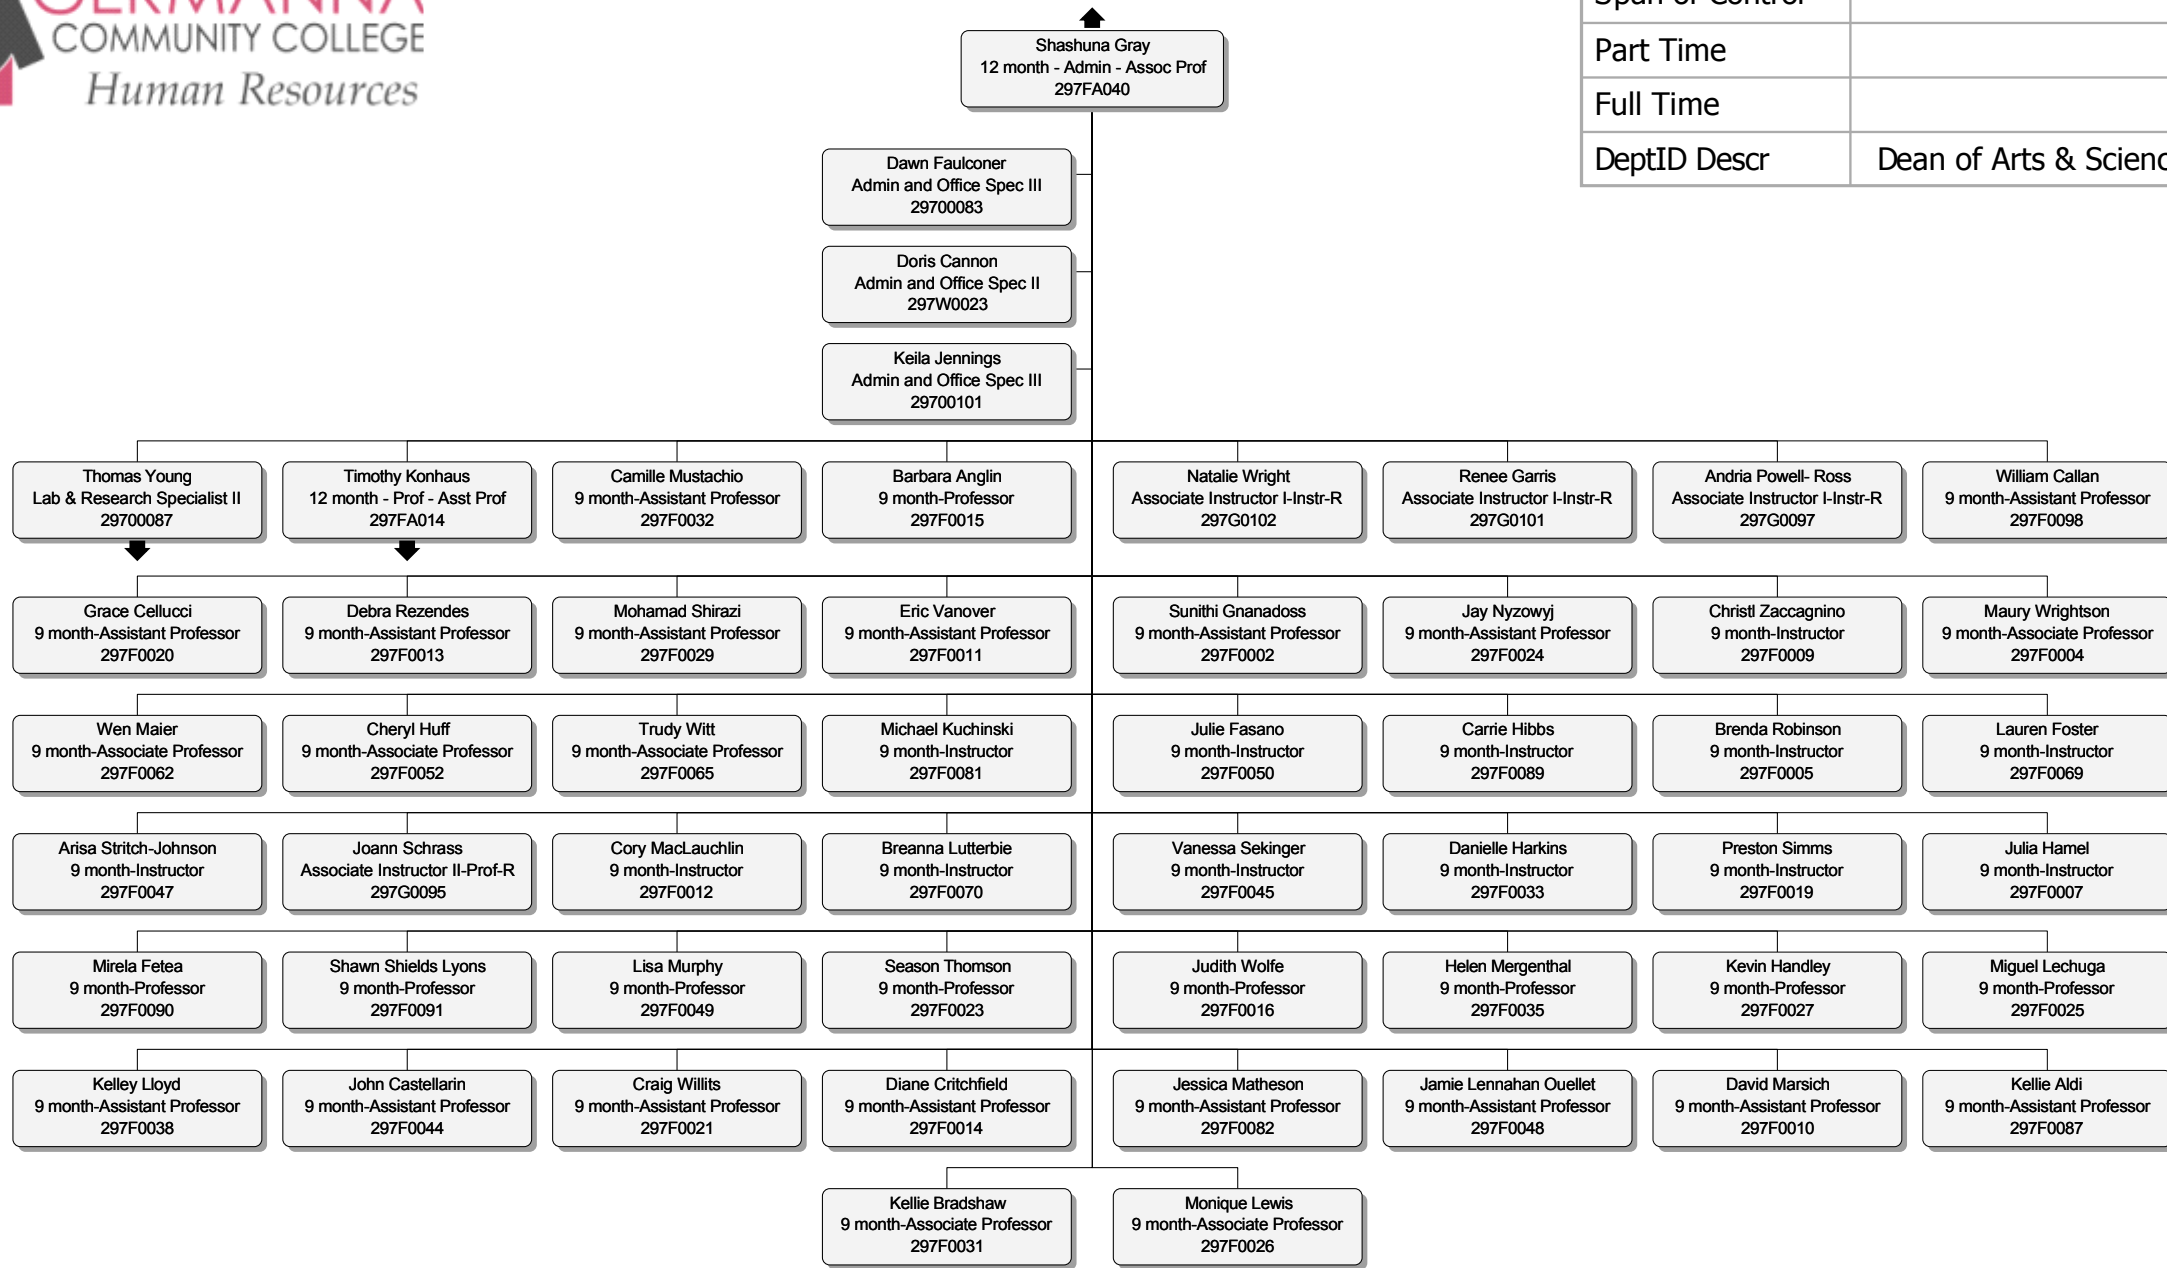 GERMANNA
COMMUNITY COLLEGE
Human Resources
Span of Control
Part Time
Full Time
DeptID Descr Dean of Arts & Scienc
Shashuna Gray
12 month - Admin - Assoc Prof
297FA040
Dawn Faulconer
Admin and Office Spec III
29700083
Doris Cannon
Admin and Office Spec II
297W0023
Keila Jennings
Admin and Office Spec III
29700101
Thomas Young
Lab & Research Specialist II
29700087
Timothy Konhaus
12 month - Prof - Asst Prof
297FA014
Camille Mustachio
9 month-Assistant Professor
297F0032
Barbara Anglin
9 month-Professor
297F0015
Natalie Wright
Associate Instructor I-Instr-R
297G0102
Renee Garris
Associate Instructor I-Instr-R
297G0101
Andria Powell- Ross
Associate Instructor I-Instr-R
297G0097
William Callan
9 month-Assistant Professor
297F0098
Grace Cellucci
9 month-Assistant Professor
297F0020
Debra Rezendes
9 month-Assistant Professor
297F0013
Mohamad Shirazi
9 month-Assistant Professor
297F0029
Eric Vanover
9 month-Assistant Professor
297F0011
Sunithi Gnanadoss
9 month-Assistant Professor
297F0002
Jay Nyzowyj
9 month-Assistant Professor
297F0024
Christl Zaccagnino
9 month-Instructor
297F0009
Maury Wrightson
9 month-Associate Professor
297F0004
Wen Maier
9 month-Associate Professor
297F0062
Cheryl Huff
9 month-Associate Professor
297F0052
Trudy Witt
9 month-Associate Professor
297F0065
Michael Kuchinski
9 month-Instructor
297F0081
Julie Fasano
9 month-Instructor
297F0050
Carrie Hibbs
9 month-Instructor
297F0089
Brenda Robinson
9 month-Instructor
297F0005
Lauren Foster
9 month-Instructor
297F0069
Arisa Stritch-Johnson
9 month-Instructor
297F0047
Joann Schrass
Associate Instructor II-Prof-R
297G0095
Cory MacLauchlin
9 month-Instructor
297F0012
Breanna Lutterbie
9 month-Instructor
297F0070
Vanessa Sekinger
9 month-Instructor
297F0045
Danielle Harkins
9 month-Instructor
297F0033
Preston Simms
9 month-Instructor
297F0019
Julia Hamel
9 month-Instructor
297F0007
Mirela Fetea
9 month-Professor
297F0090
Shawn Shields Lyons
9 month-Professor
297F0091
Lisa Murphy
9 month-Professor
297F0049
Season Thomson
9 month-Professor
297F0023
Judith Wolfe
9 month-Professor
297F0016
Helen Mergenthal
9 month-Professor
297F0035
Kevin Handley
9 month-Professor
297F0027
Miguel Lechuga
9 month-Professor
297F0025
Kelley Lloyd
9 month-Assistant Professor
297F0038
John Castellarin
9 month-Assistant Professor
297F0044
Craig Willits
9 month-Assistant Professor
297F0021
Diane Critchfield
9 month-Assistant Professor
297F0014
Jessica Matheson
9 month-Assistant Professor
297F0082
Jamie Lennahan Ouellet
9 month-Assistant Professor
297F0048
David Marsich
9 month-Assistant Professor
297F0010
Kellie Aldi
9 month-Assistant Professor
297F0087
Kellie Bradshaw
9 month-Associate Professor
297F0031
Monique Lewis
9 month-Associate Professor
297F0026